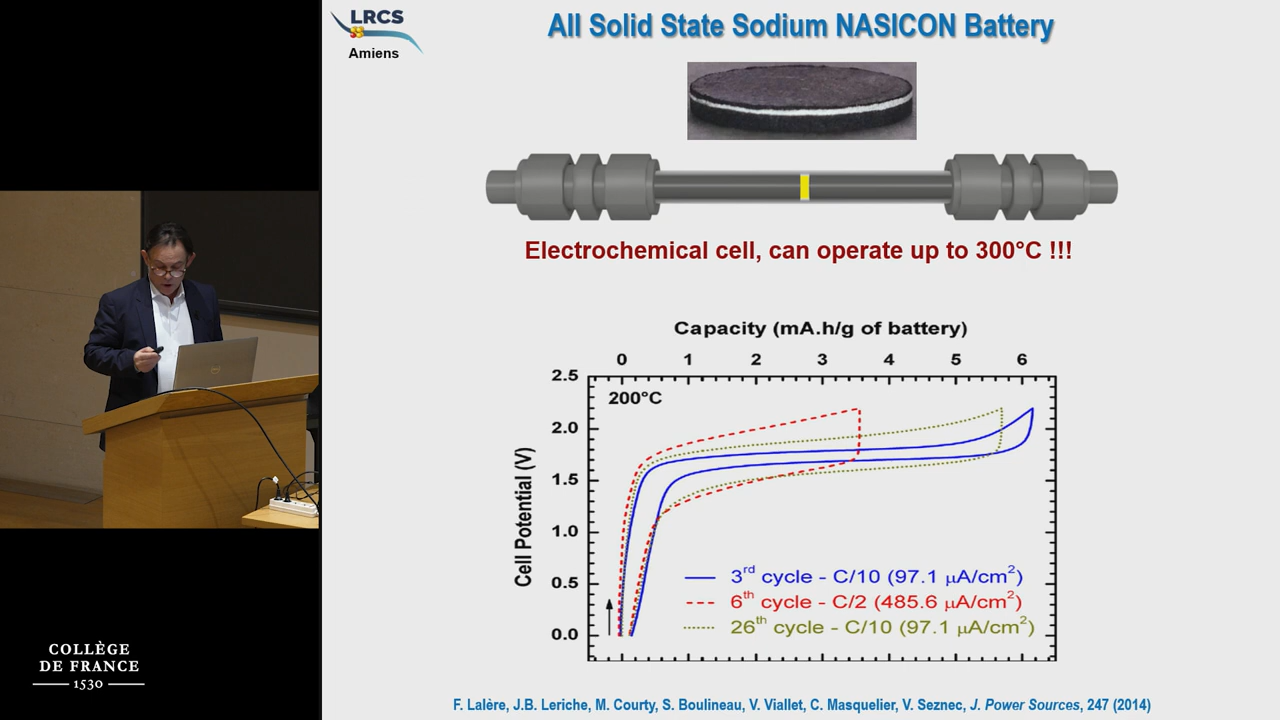 LRCS
Amiens
All Solid State Sodium NASICON Battery
Electrochemical cell, can operate up to 300°C !!!
Capacity (mA.h/g of battery)
0 1 2 3 4 5 6
2.5
2.0
1.5
1.0
0.5
0.0
Cell Potential (V)
200°C
3rd cycle - C/10 (97.1 µA/cm²)
6th cycle - C/2 (485.6 µA/cm²)
26th cycle - C/10 (97.1 µA/cm²)
F. Lalère, J.B. Leriche, M. Courty, S. Boulineau, V. Viallet, C. Masquelier, V. Seznec, J. Power Sources, 247 (2014)
COLLÈGE
DE FRANCE
1530